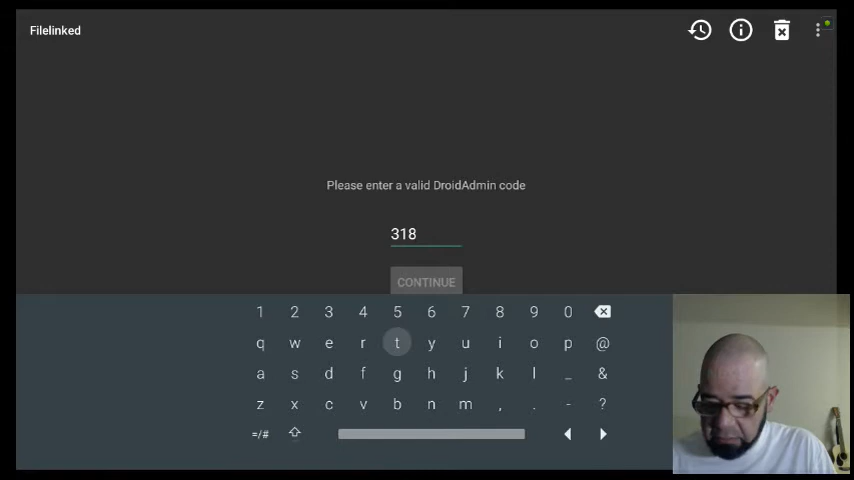 Filelinked
Please enter a valid DroidAdmin code
318
CONTINUE
1 2 3 4 5 6 7 8 9 0
q w e r t y u i o p @
a s d f g h j k l _ &
z x c v b n m , . - ?
=/#